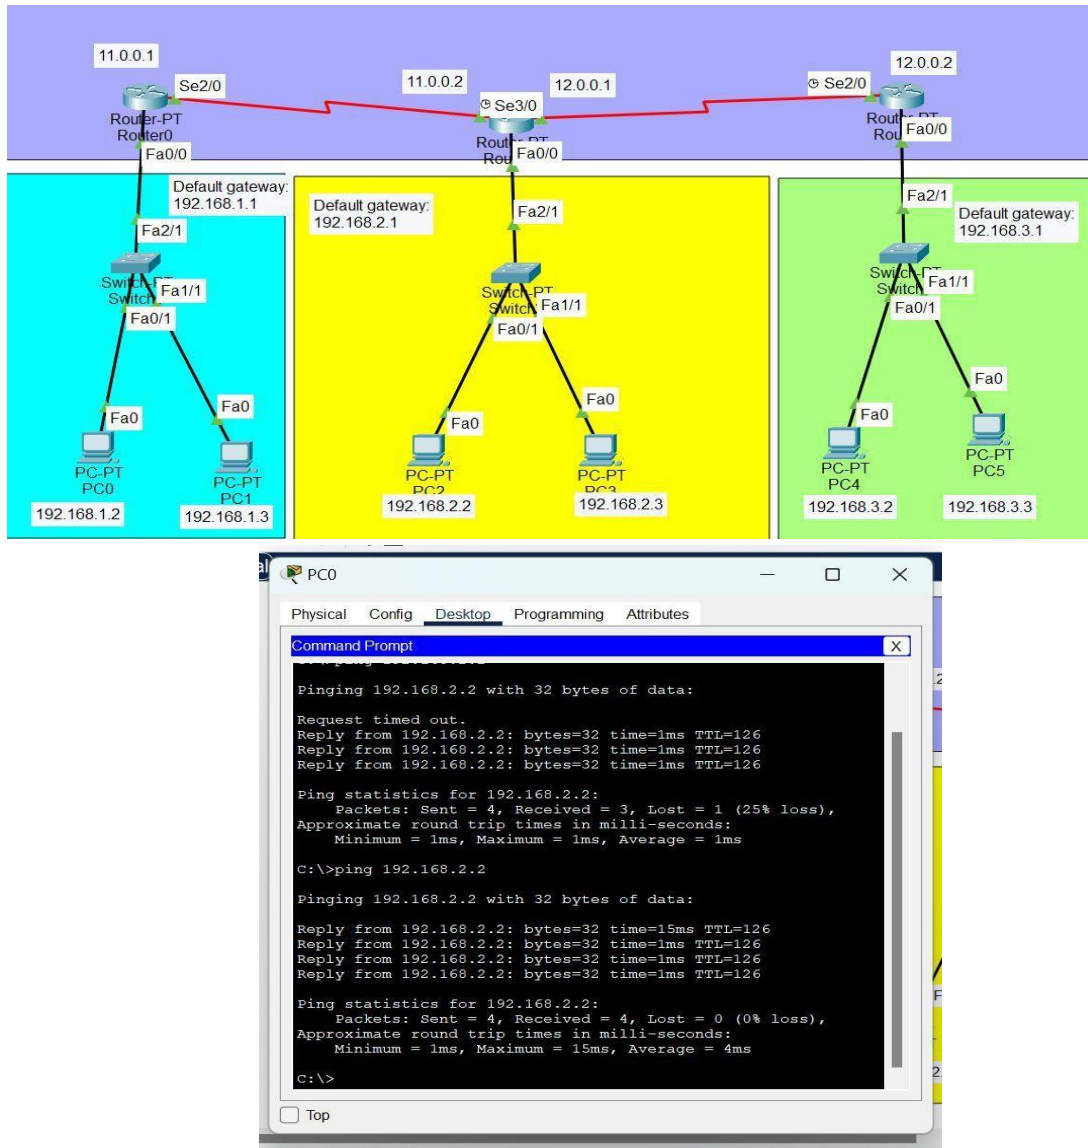 11.0.0.1
Se2/0
Router-PT
Router0
Fa0/0
11.0.0.2
12.0.0.1
Se3/0
Fa0/0
12.0.0.2
Se2/0
Fa0/0
Default gateway:
192.168.1.1
Fa2/1
Fa1/1
Fa0/1
Fa0
Fa0
PC-PT
PC0
PC-PT
PC1
192.168.1.2
192.168.1.3
Default gateway:
192.168.2.1
Fa2/1
Switch-PT
Fa1/1
Fa0/1
Fa0
Fa0
PC-PT
PC2
PC-PT
PC3
192.168.2.2
192.168.2.3
Fa2/1
Default gateway:
192.168.3.1
Fa1/1
Fa0/1
Fa0
Fa0
PC-PT
PC4
PC-PT
PC5
192.168.3.2
192.168.3.3
PC0
Physical Config Desktop Programming Attributes
Command Prompt X
Pinging 192.168.2.2 with 32 bytes of data:
Request timed out.
Reply from 192.168.2.2: bytes=32 time=1ms TTL=126
Reply from 192.168.2.2: bytes=32 time=1ms TTL=126
Reply from 192.168.2.2: bytes=32 time=1ms TTL=126
Ping statistics for 192.168.2.2:
Packets: Sent = 4, Received = 3, Lost = 1 (25% loss),
Approximate round trip times in milli-seconds:
Minimum = 1ms, Maximum = 1ms, Average = 1ms
C:\>ping 192.168.2.2
Pinging 192.168.2.2 with 32 bytes of data:
Reply from 192.168.2.2: bytes=32 time=15ms TTL=126
Reply from 192.168.2.2: bytes=32 time=1ms TTL=126
Reply from 192.168.2.2: bytes=32 time=1ms TTL=126
Reply from 192.168.2.2: bytes=32 time=1ms TTL=126
Ping statistics for 192.168.2.2:
Packets: Sent = 4, Received = 4, Lost = 0 (0% loss),
Approximate round trip times in milli-seconds:
Minimum = 1ms, Maximum = 15ms, Average = 4ms
C:\>
Top